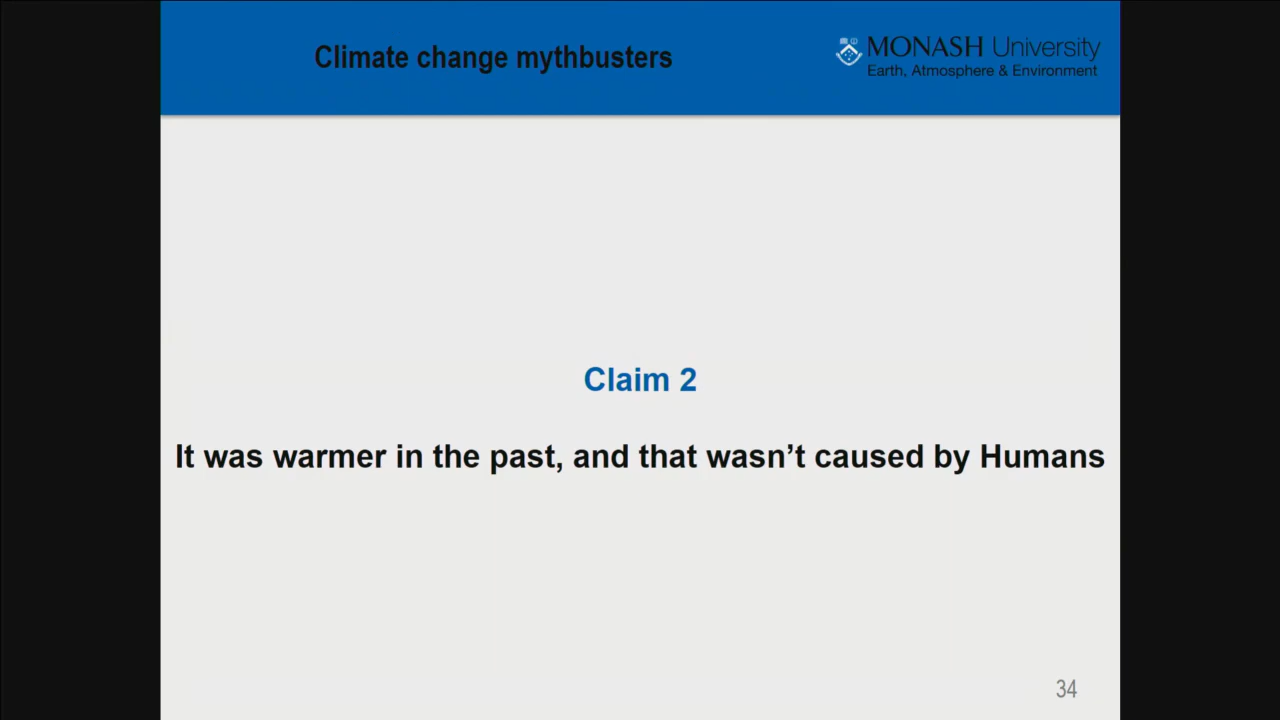 Climate change mythbusters
MONASH University
Earth, Atmosphere & Environment
Claim 2
It was warmer in the past, and that wasn’t caused by Humans
34